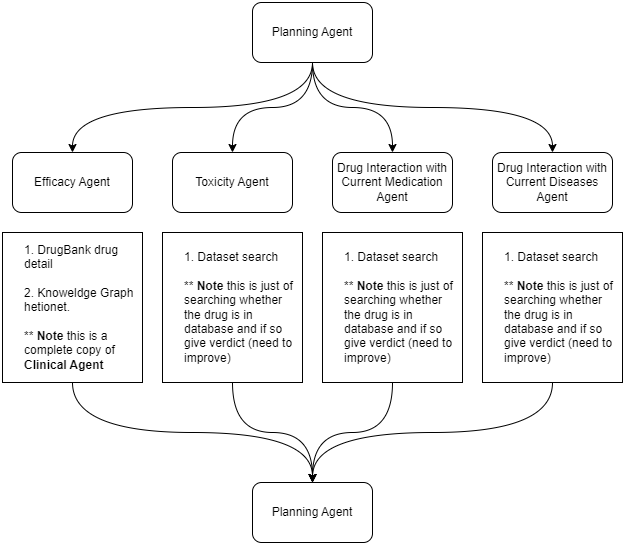 Planning Agent
Efficacy Agent
Toxicity Agent
Drug Interaction with
Current Medication
Agent
Drug Interaction with
Current Diseases
Agent
1. DrugBank drug
detail
2. Knoweldge Graph
hetionet.
** Note this is a
complete copy of
Clinical Agent
1. Dataset search
** Note this is just of
searching whether
the drug is in
database and if so
give verdict (need to
improve)
1. Dataset search
** Note this is just of
searching whether
the drug is in
database and if so
give verdict (need to
improve)
1. Dataset search
** Note this is just of
searching whether
the drug is in
database and if so
give verdict (need to
improve)
Planning Agent